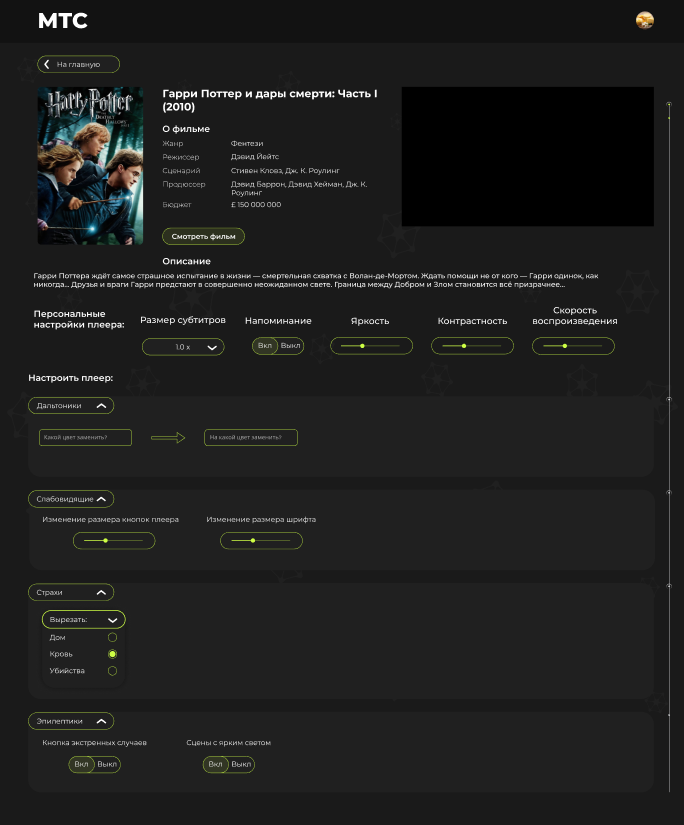 МТС
На главную
Harry Potter
AND THE
DEATHLY
HALLOWS
Гарри Поттер и дары смерти: Часть I
(2010)
О фильме
Жанр Фентези
Режиссер Дэвид Йейтс
Сценарий Стивен Кловз, Дж. К. Роулинг
Продюссер Дэвид Баррон, Дэвид Хейман, Дж. К.
Роулинг
Бюджет £ 150 000 000
Смотреть фильм
Описание
Гарри Поттера ждёт самое страшное испытание в жизни — смертельная схватка с Волан-де-Мортом. Ждать помощи не от кого — Гарри одинок, как
никогда... Друзья и враги Гарри предстают в совершенно неожиданном свете. Граница между Добром и Злом становится всё призрачнее...
Персональные
настройки плеера:
Размер субтитров
1.0 x
Напоминание
Вкл Выкл
Яркость
Контрастность
Скорость
воспроизведения
Настроить плеер:
Дальтоники
Какой цвет заменить?
На какой цвет заменить?
Слабовидящие
Изменение размера кнопок плеера
Изменение размера шрифта
Страхи
Вырезать:
Дом
Кровь
Убийства
Эпилептики
Кнопка экстренных случаев
Сцены с ярким светом
Вкл Выкл
Вкл Выкл